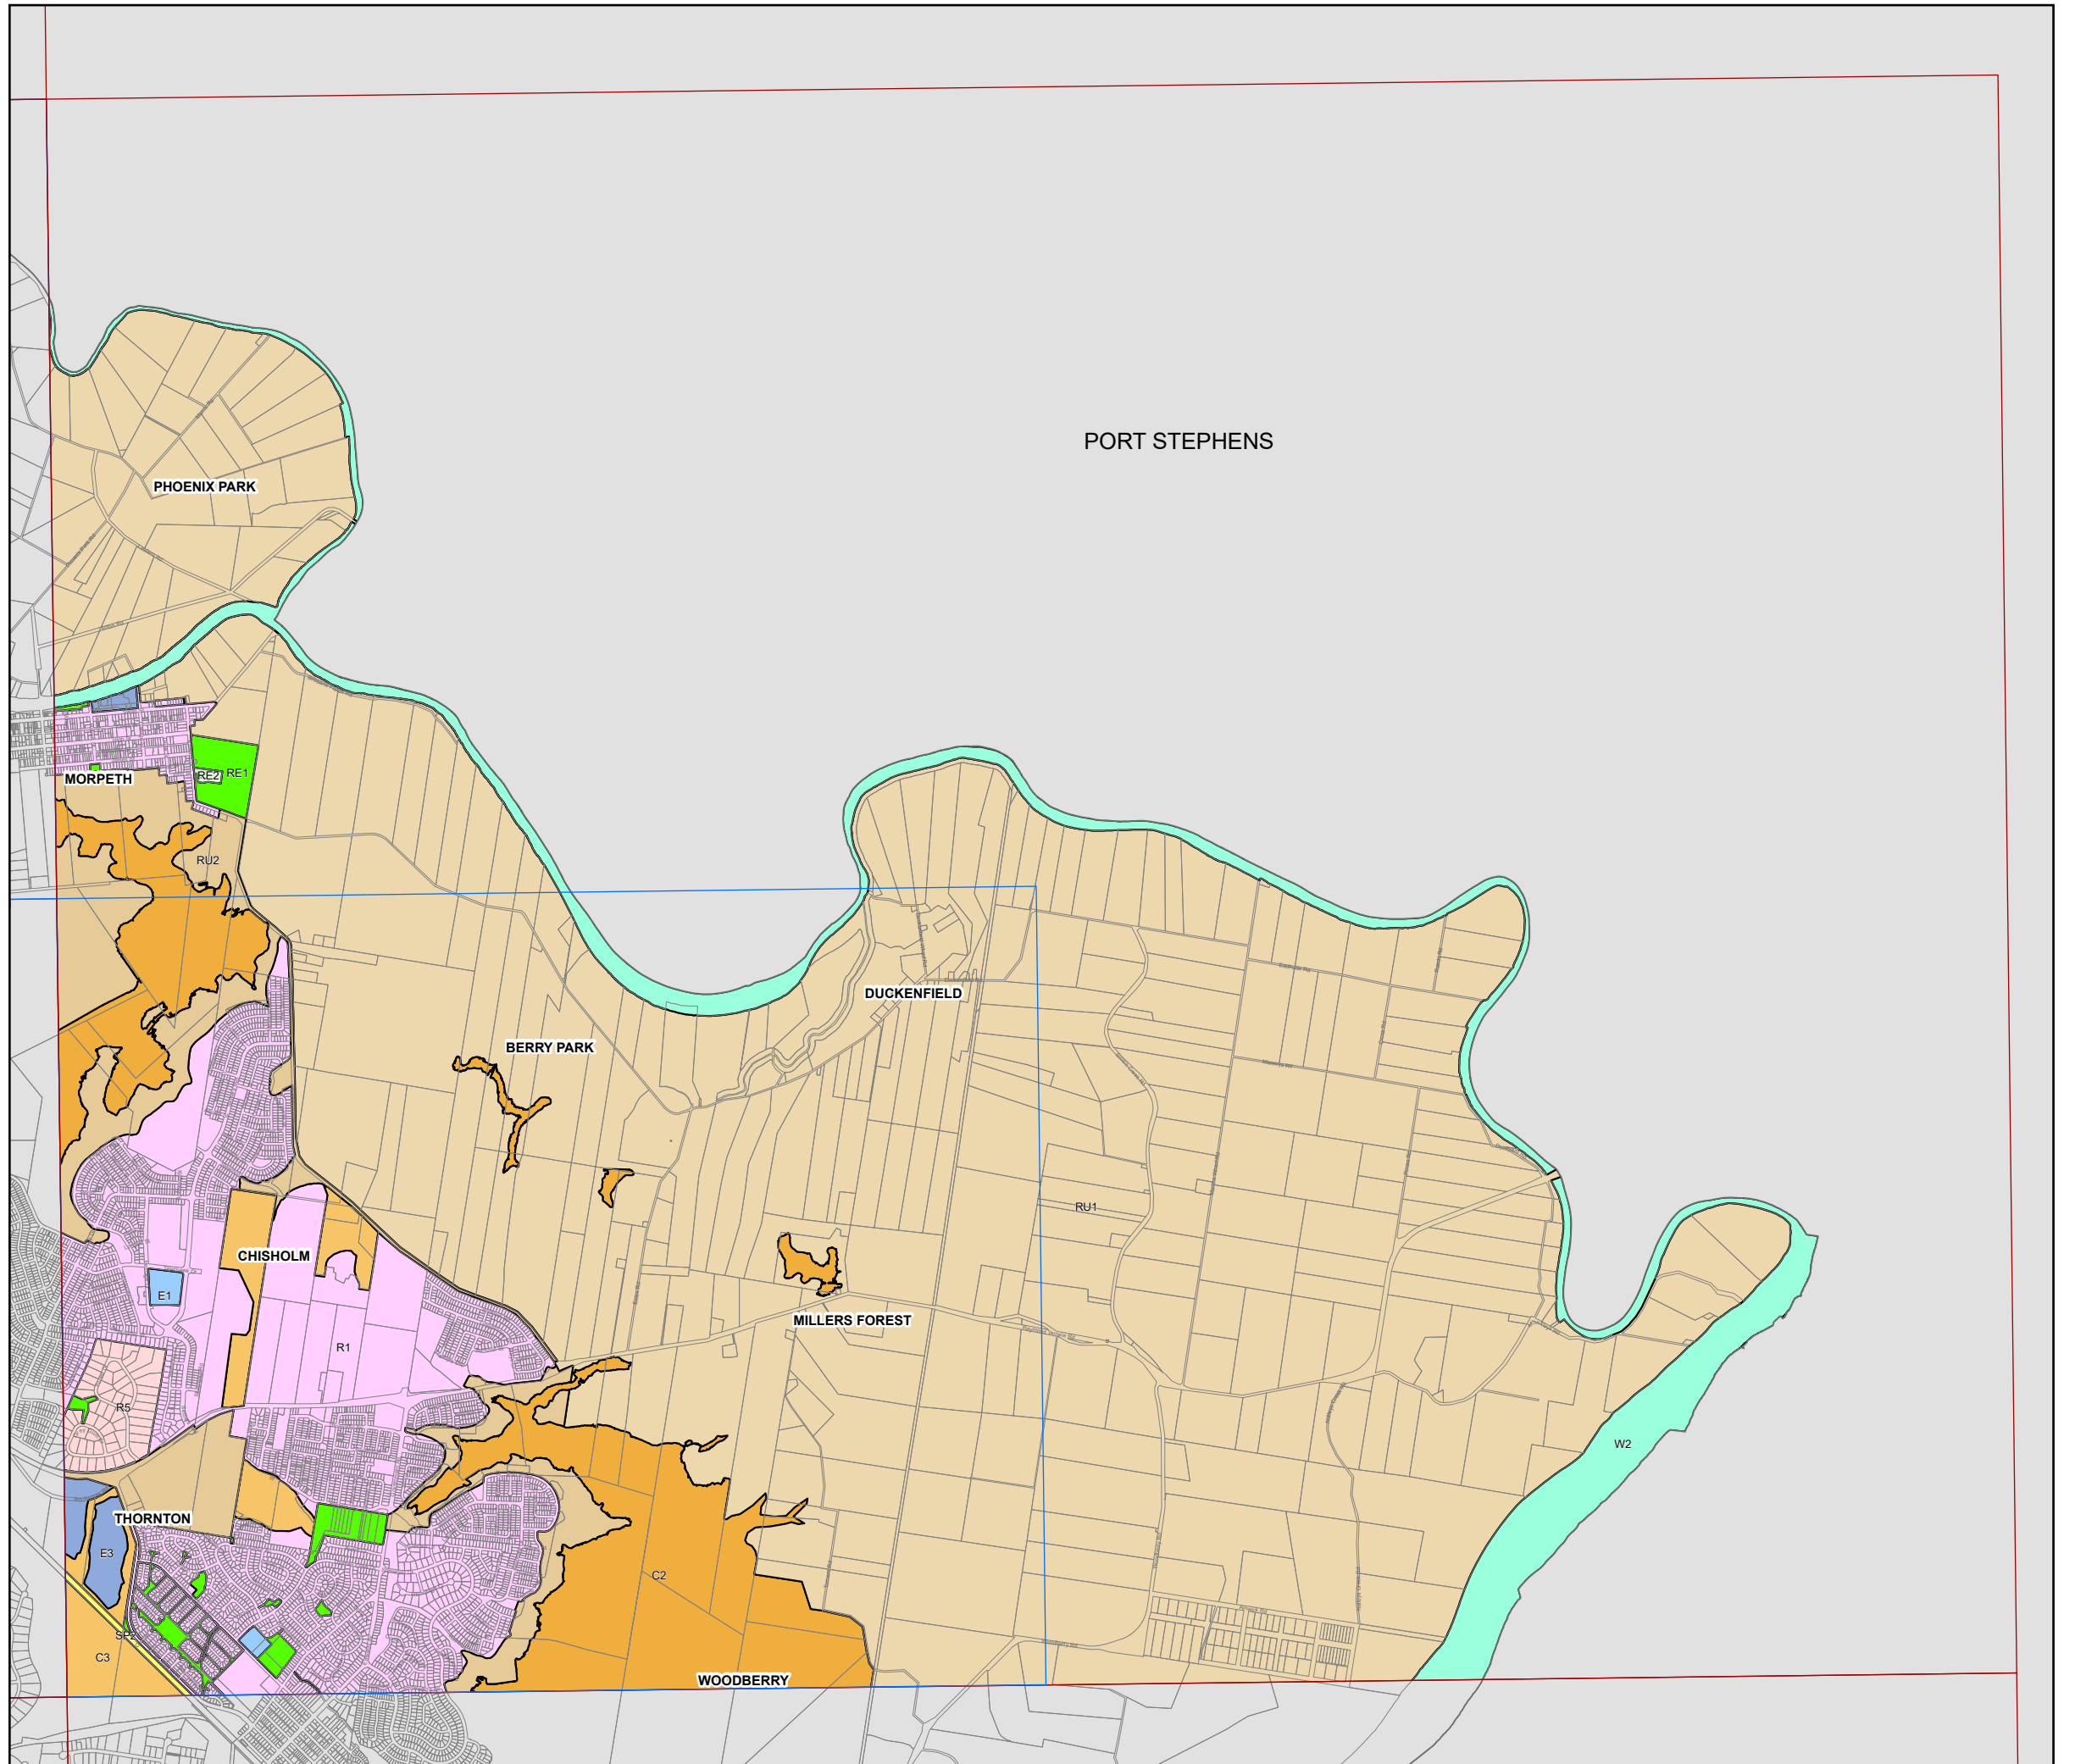 PORT STEPHENS
PHOENIX PARK
MORPETH
RE2
RE1
RU2
DUCKENFIELD
BERRY PARK
RU1
CHISHOLM
E1
MILLERS FOREST
R1
R5
W2
THORNTON
E3
C2
C3
WOODBERRY